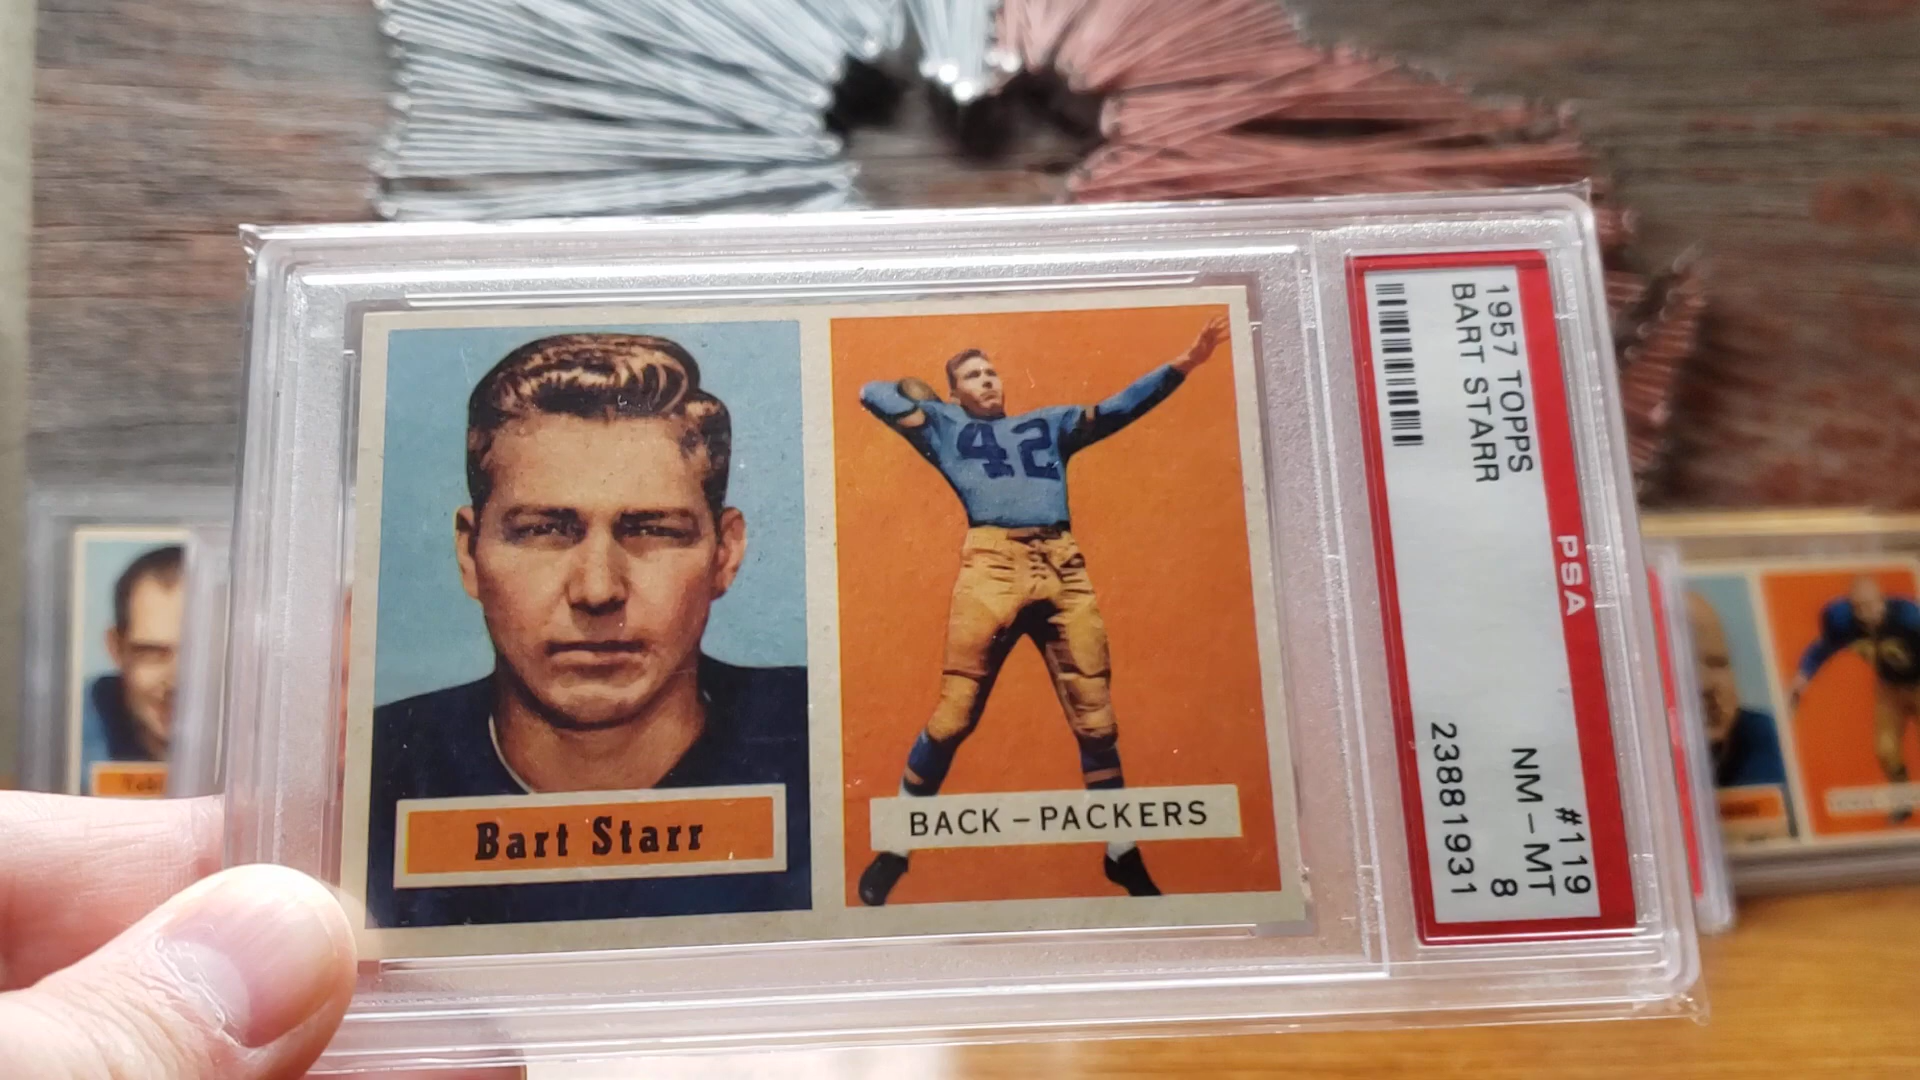 Bart Starr
42
BACK-PACKERS
1957 TOPPS #119
BART STARR NM-MT 8
23881931
PSA